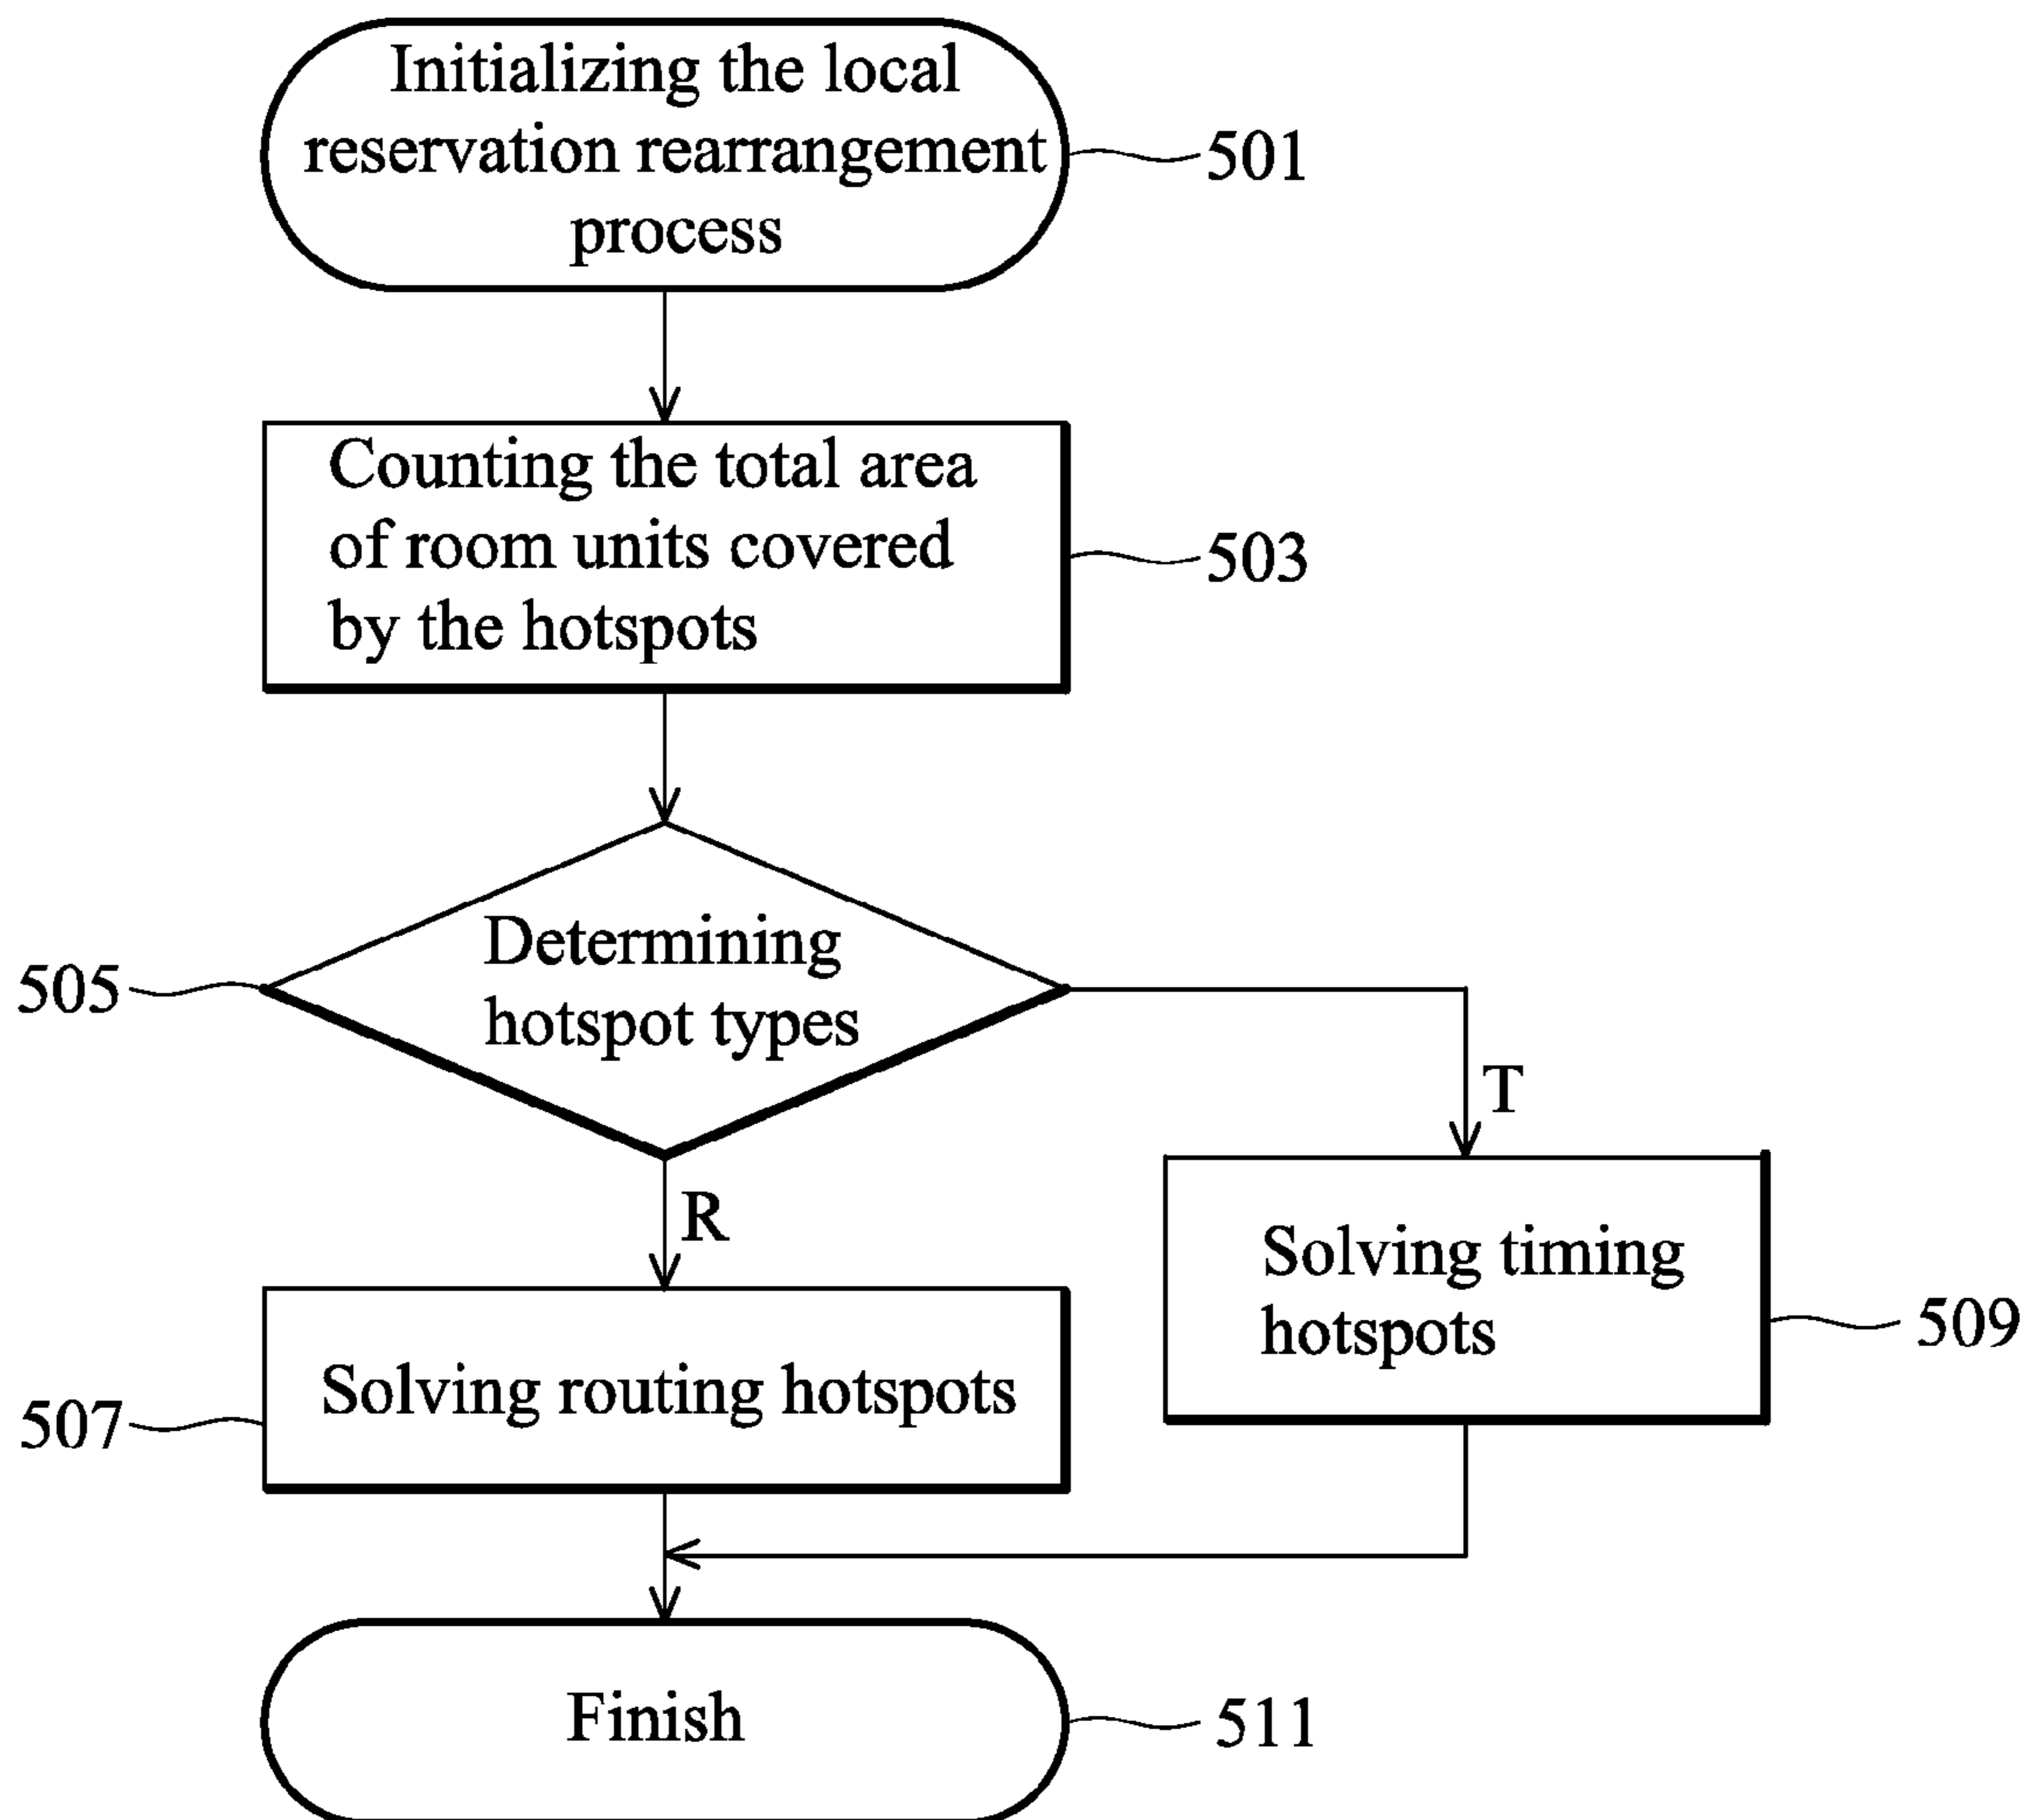 Initializing the local
reservation rearrangement
process
501
Counting the total area
of room units covered
by the hotspots
503
Determining
hotspot types
505
T
R
Solving timing
hotspots
509
Solving routing hotspots
507
Finish
511